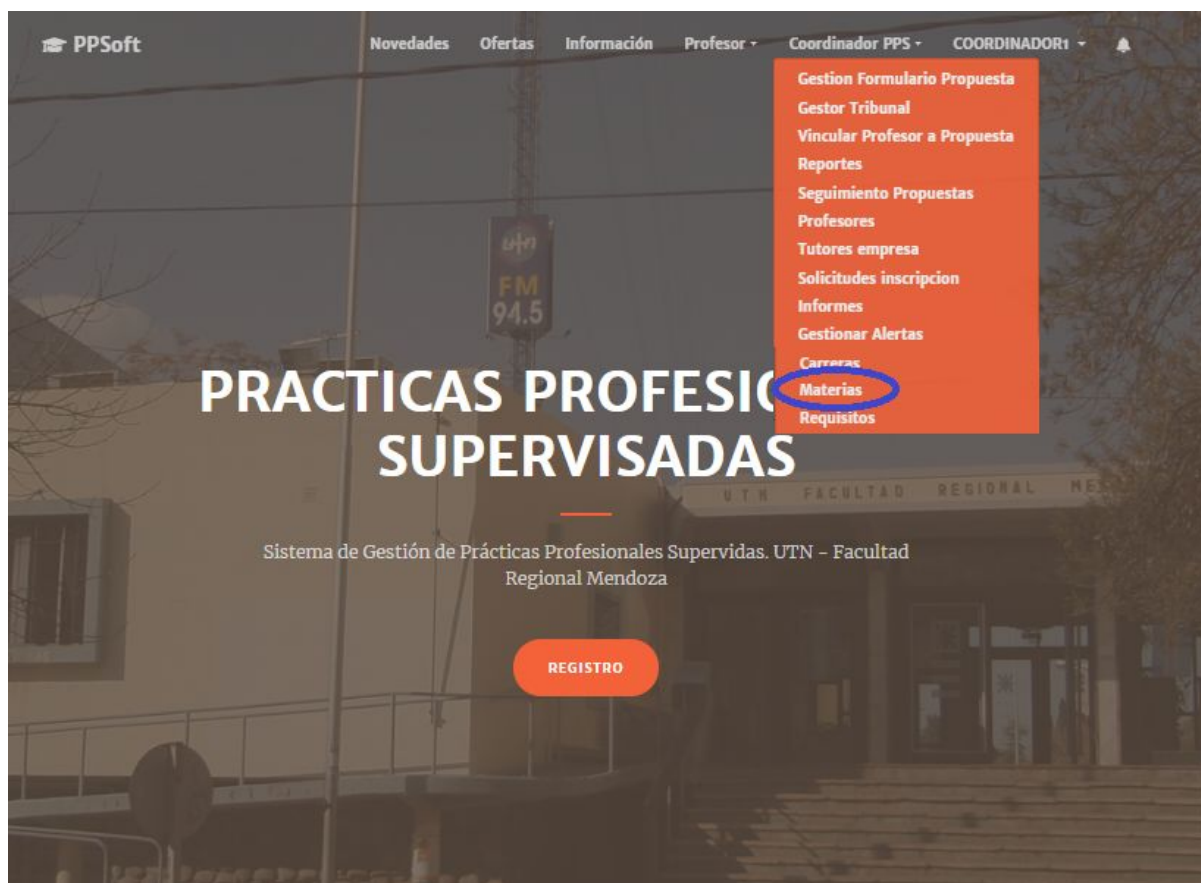 PPSoft Novedades Ofertas Información Profesor Coordinador PPS COORDINADOR1
Gestion Formulario Propuesta
Gestor Tribunal
Vincular Profesor a Propuesta
Reportes
Seguimiento Propuestas
Profesores
Tutores empresa
Solicitudes inscripcion
Informes
Gestionar Alertas
Carreras
Materias
Requisitos
utn
FM
94.5
PRACTICAS PROFESIO
SUPERVISADAS
UTN FACULTAD REGIONAL ME
Sistema de Gestión de Prácticas Profesionales Supervidas. UTN – Facultad
Regional Mendoza
REGISTRO